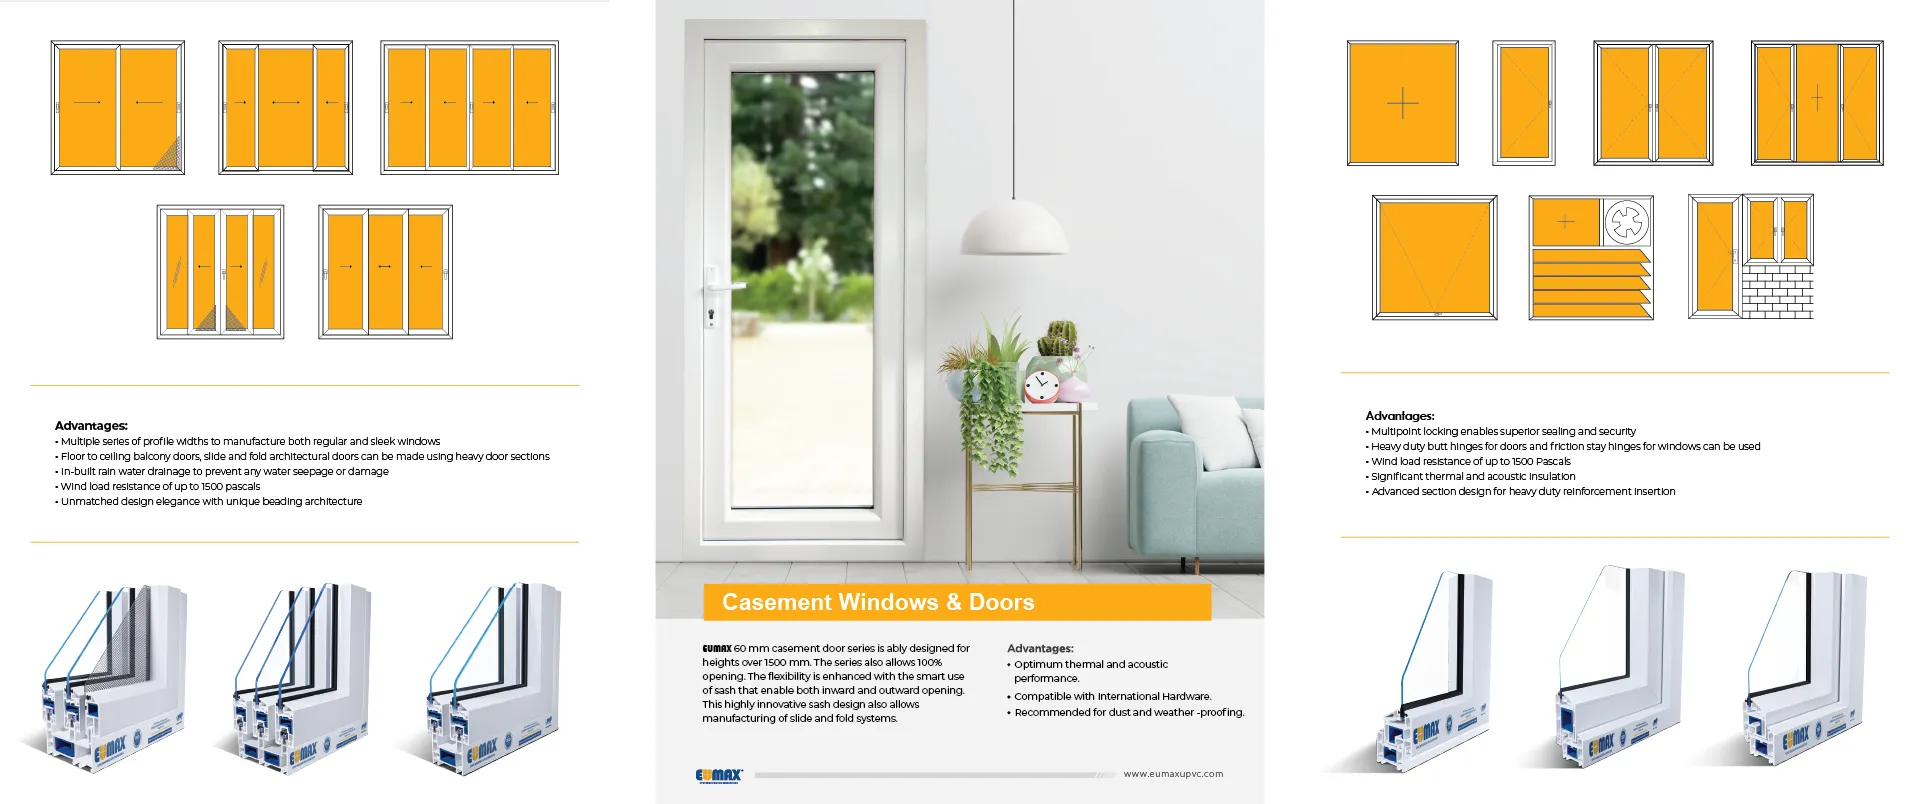 Advantages:
• Multiple series of profile widths to manufacture both regular and sleek windows
• Floor to ceiling balcony doors, slide and fold architectural doors can be made using heavy door sections
• In-built rain water drainage to prevent any water seepage or damage
• Wind load resistance of up to 1500 pascals
• Unmatched design elegance with unique beading architecture
EUMAX
EUMAX
EUMAX
Casement Windows & Doors
EUMAX 60 mm casement door series is ably designed for
heights over 1500 mm. The series also allows 100%
opening. The flexibility is enhanced with the smart use
of sash that enable both inward and outward opening.
This highly innovative sash design also allows
manufacturing of slide and fold systems.
Advantages:
• Optimum thermal and acoustic
performance.
• Compatible with International Hardware.
• Recommended for dust and weather -proofing.
EUMAX
www.eumaxupvc.com
Advantages:
• Multipoint locking enables superior sealing and security
• Heavy duty butt hinges for doors and friction stay hinges for windows can be used
• Wind load resistance of up to 1500 Pascals
• Significant thermal and acoustic insulation
• Advanced section design for heavy duty reinforcement insertion
EUMAX
EUMAX
EUMAX